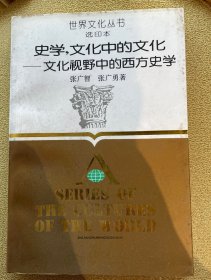 世界文化丛书
选印本
史学,文化中的文化
——文化视野中的西方史学
张广智 张广勇著
A
SERIES OF
THE CULTURES
OF THE WORLD